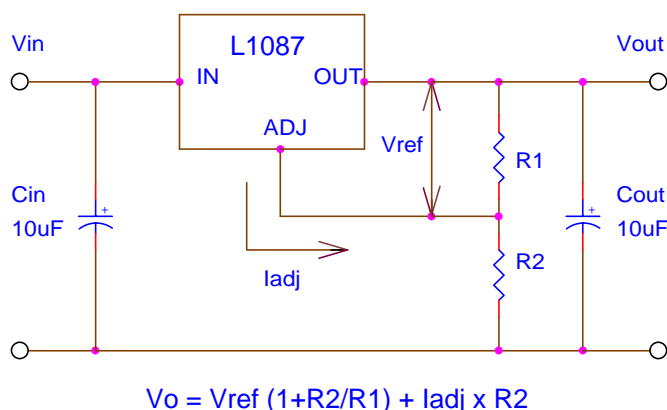 Vin
L1087
Vout
IN
OUT
ADJ
Vref
R1
Cin
10uF
Cout
10uF
R2
Iadj
Vo = Vref (1+R2/R1) + Iadj x R2